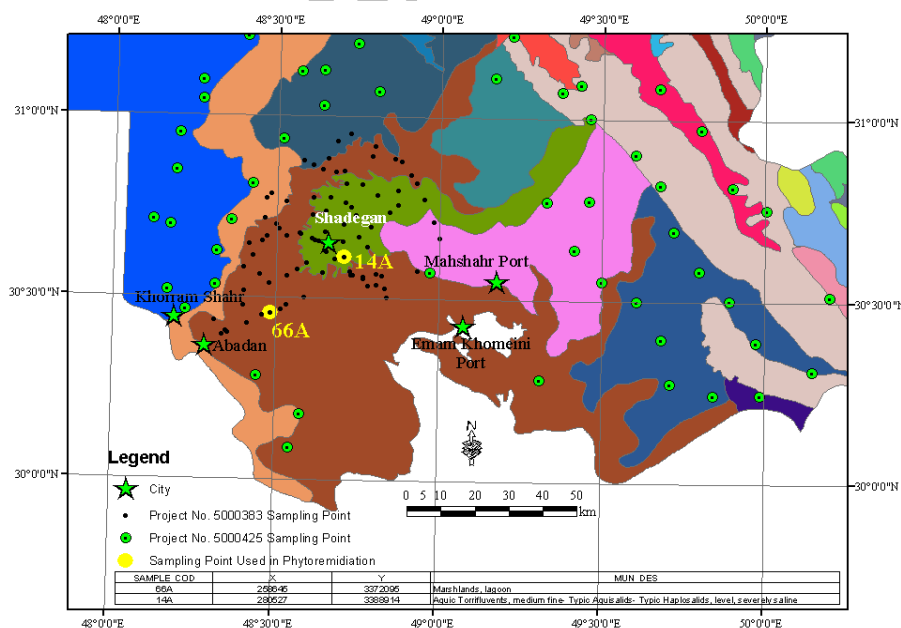 48°0'0"E 48°30'0"E 49°0'0"E 49°30'0"E 50°0'0"E
31°0'0"N 31°0'0"N
Shadegan
14A
Mahshahr Port
30°30'0"N 30°30'0"N
Khorram Shahr
66A
Abadan
Emam Khomeini
Port
N
Legend
30°0'0"N 30°0'0"N
City
0 5 10 20 30 40 50
km
Project No. 5000383 Sampling Point
Project No. 5000425 Sampling Point
Sampling Point Used in Phytoremidiation
SAMPLE COD X Y MUN DES
66A 258645 3372095 Marshlands, lagoon
14A 280527 3388914 Aquic Torrifluvents, medium fine- Typic Aquisalids- Typic Haplosalids, level, severely saline
48°0'0"E 48°30'0"E 49°0'0"E 49°30'0"E 50°0'0"E